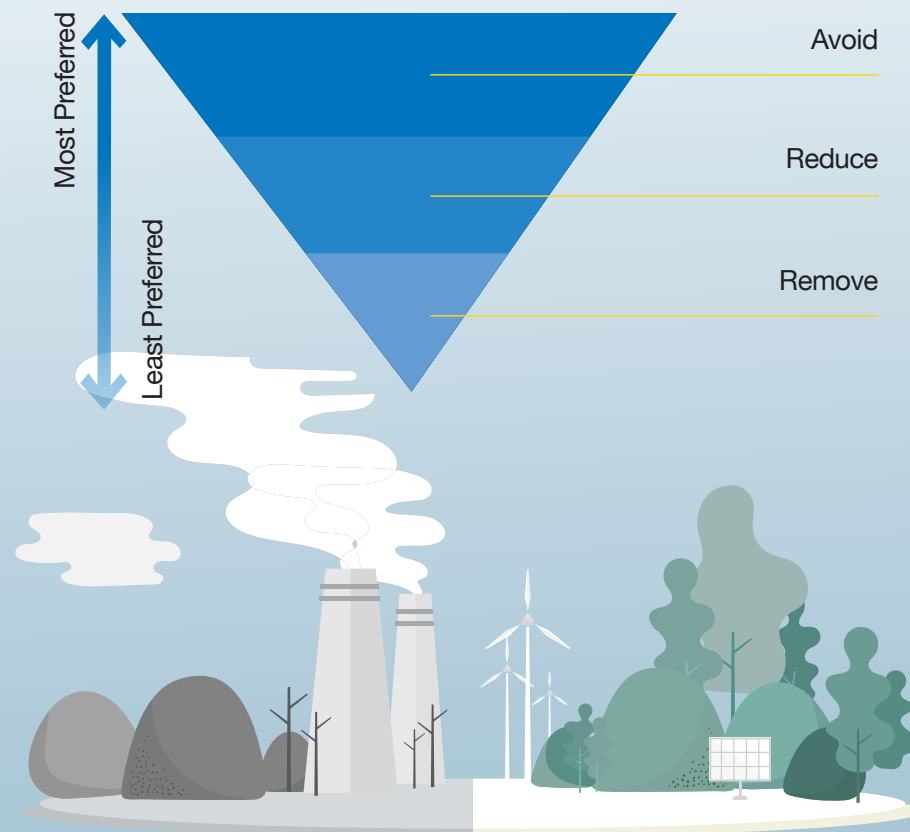 Most Preferred
Least Preferred
Avoid
Reduce
Remove